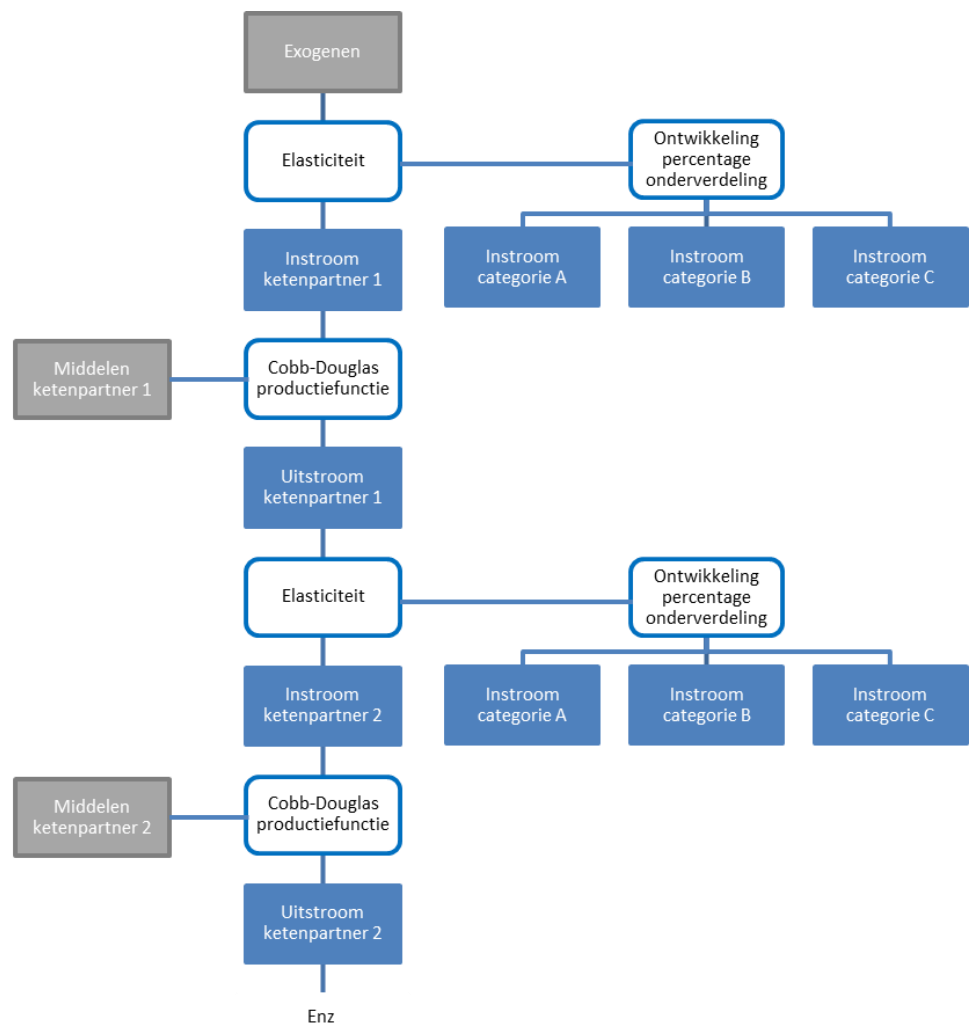 Exogenen
Elasticiteit
Ontwikkeling
percentage
onderverdeling
Instroom
ketenpartner 1
Instroom
categorie A
Instroom
categorie B
Instroom
categorie C
Middelen
ketenpartner 1
Cobb-Douglas
productiefunctie
Uitstroom
ketenpartner 1
Elasticiteit
Ontwikkeling
percentage
onderverdeling
Instroom
ketenpartner 2
Instroom
categorie A
Instroom
categorie B
Instroom
categorie C
Middelen
ketenpartner 2
Cobb-Douglas
productiefunctie
Uitstroom
ketenpartner 2
Enz